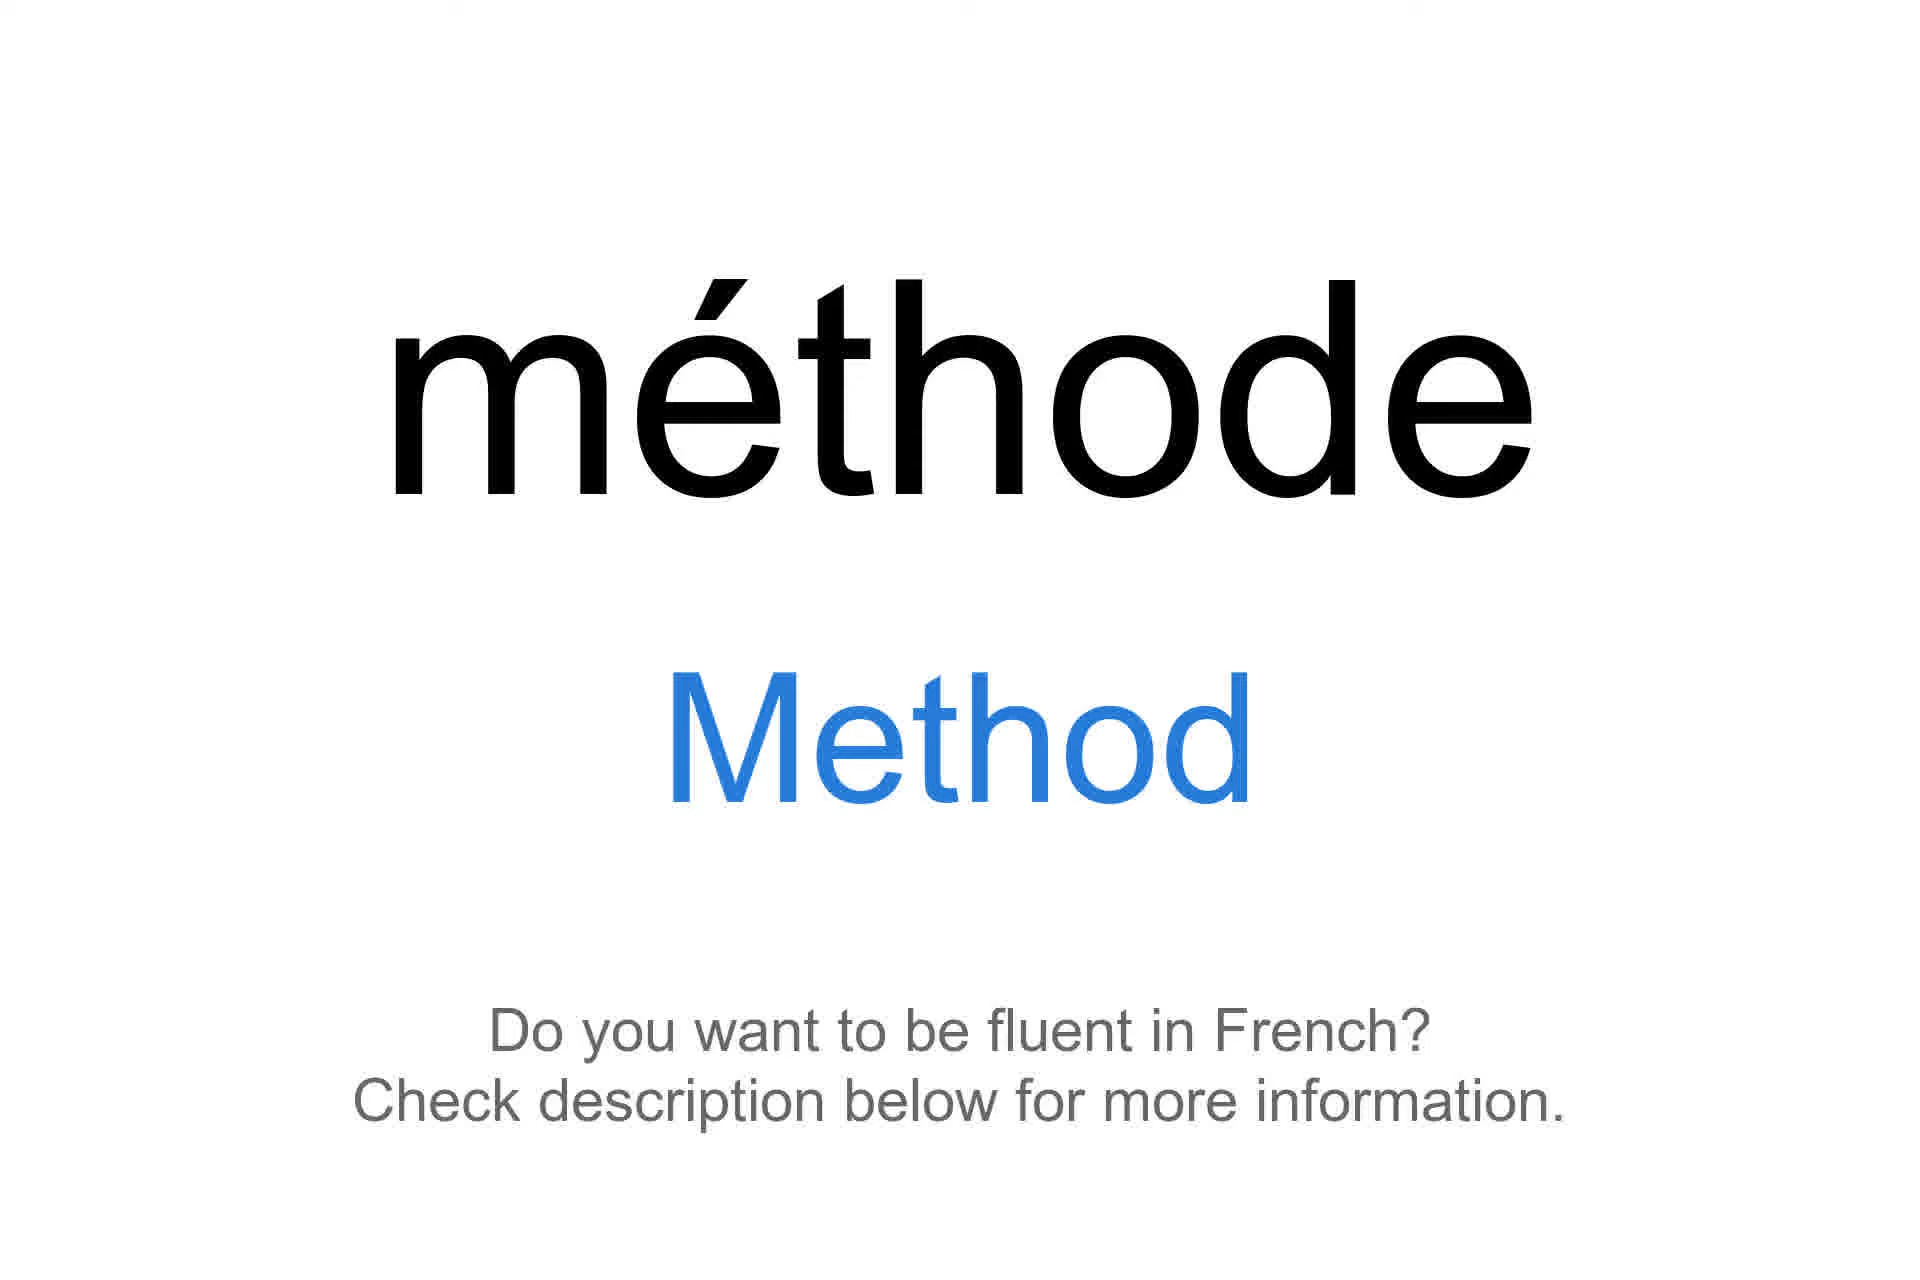 méthode
Method
Do you want to be fluent in French?
Check description below for more information.